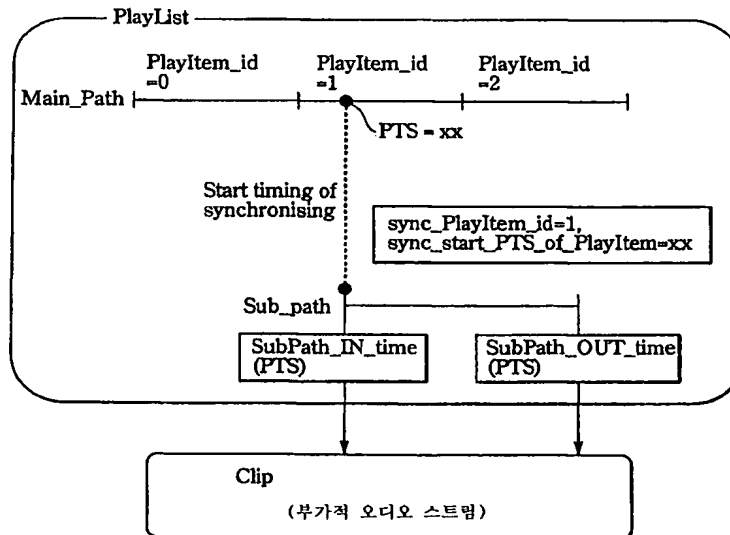 PlayList
PlayItem_id
=0
PlayItem_id
=1
PlayItem_id
=2
Main_Path
PTS = xx
Start timing of
synchronising
sync_PlayItem_id=1,
sync_start_PTS_of_PlayItem=xx
Sub_path
SubPath_IN_time
(PTS)
SubPath_OUT_time
(PTS)
Clip
(부가적 오디오 스트림)